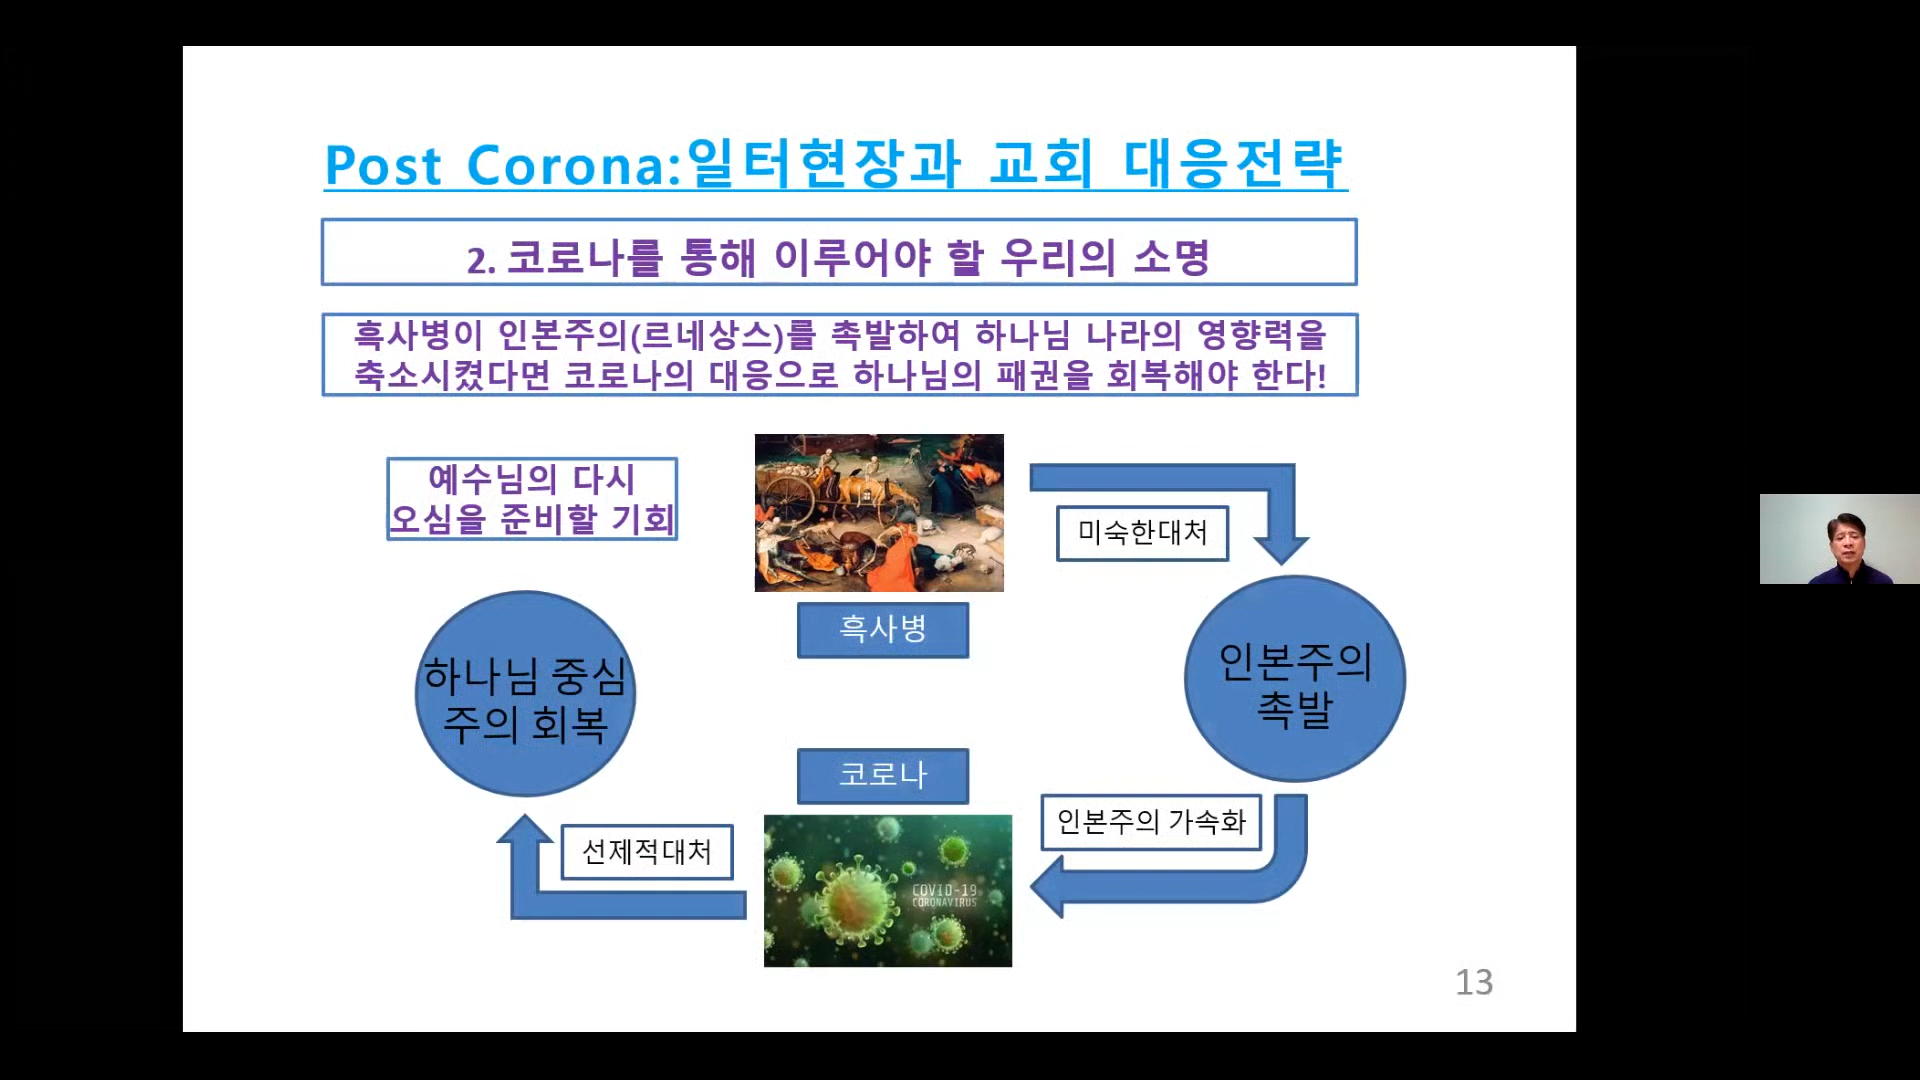 Post Corona:일터현장과 교회 대응전략
2. 코로나를 통해 이루어야 할 우리의 소명
흑사병이 인본주의(르네상스)를 촉발하여 하나님 나라의 영향력을
축소시켰다면 코로나의 대응으로 하나님의 패권을 회복해야 한다!
예수님의 다시
오심을 준비할 기회
미숙한대처
흑사병
하나님 중심
주의 회복
인본주의
촉발
코로나
인본주의 가속화
선제적대처
COVID-19
CORONAVIRUS
13